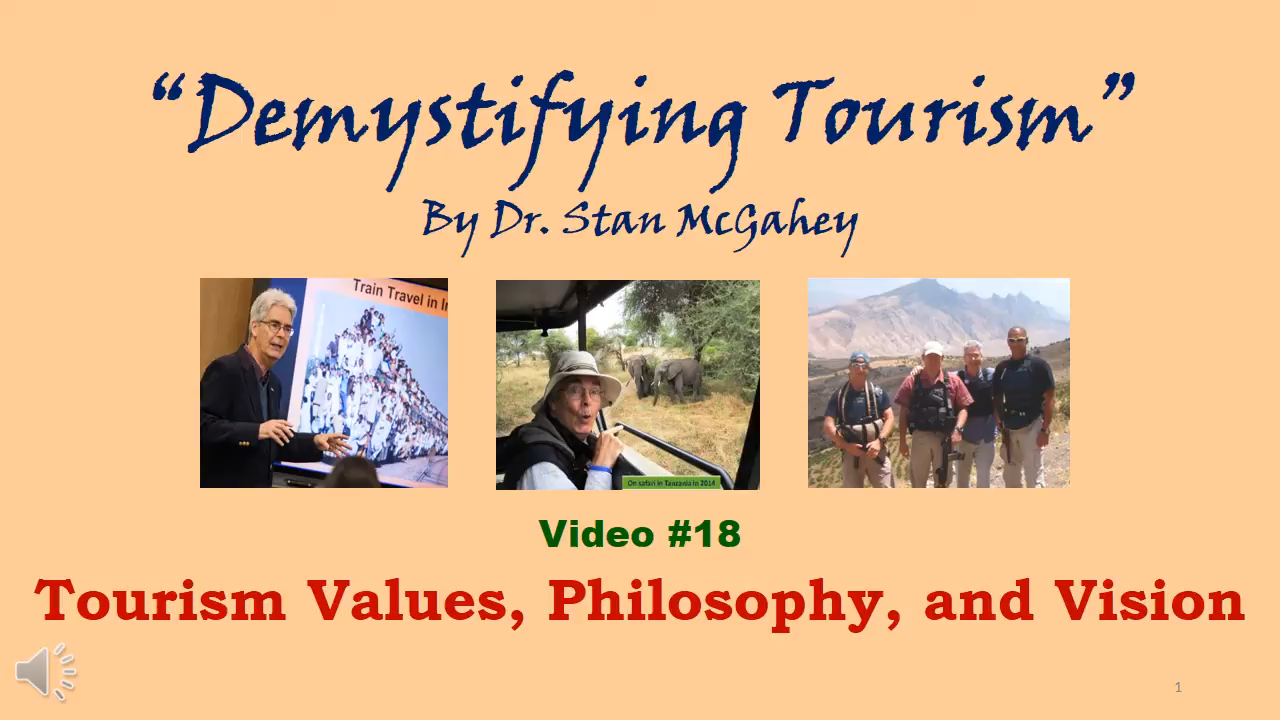 “Demystifying Tourism”
By Dr. Stan McGahey
Train Travel in I
On safari in Tanzania in 2014
Video #18
Tourism Values, Philosophy, and Vision
1